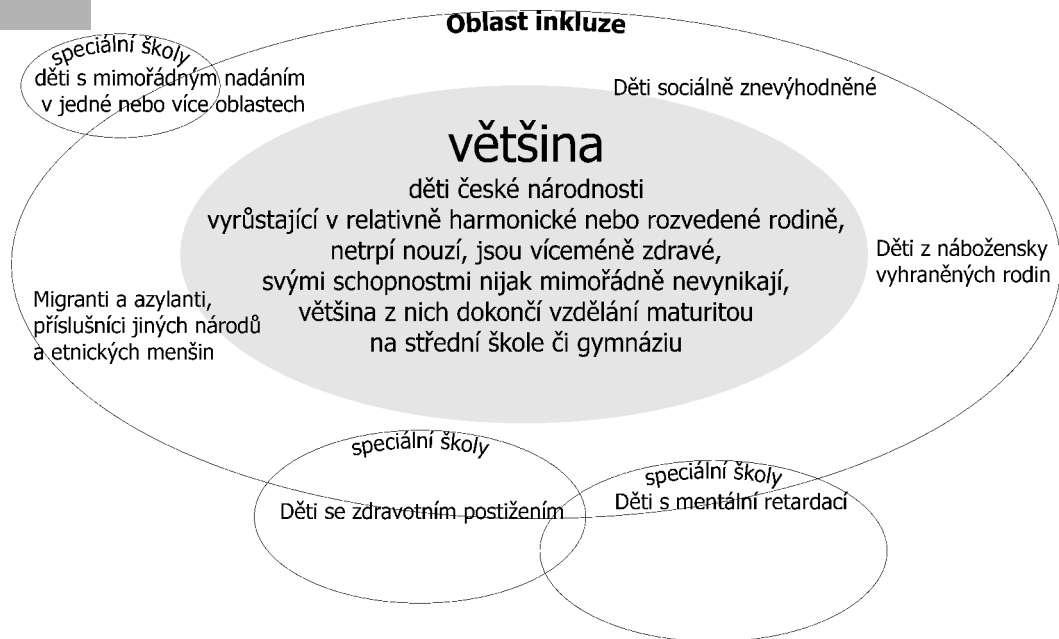 Oblast inkluze
speciální školy
děti s mimořádným nadáním
v jedné nebo více oblastech
Děti sociálně znevýhodněné
většina
děti české národnosti
vyrůstající v relativně harmonické nebo rozvedené rodině,
netrpí nouzí, jsou víceméně zdravé,
svými schopnostmi nijak mimořádně nevynikají,
většina z nich dokončí vzdělání maturitou
na střední škole či gymnáziu
Děti z nábožensky
vyhraněných rodin
Migranti a azylanti,
příslušníci jiných národů
a etnických menšin
speciální školy
Děti se zdravotním postižením
speciální školy
Děti s mentální retardací